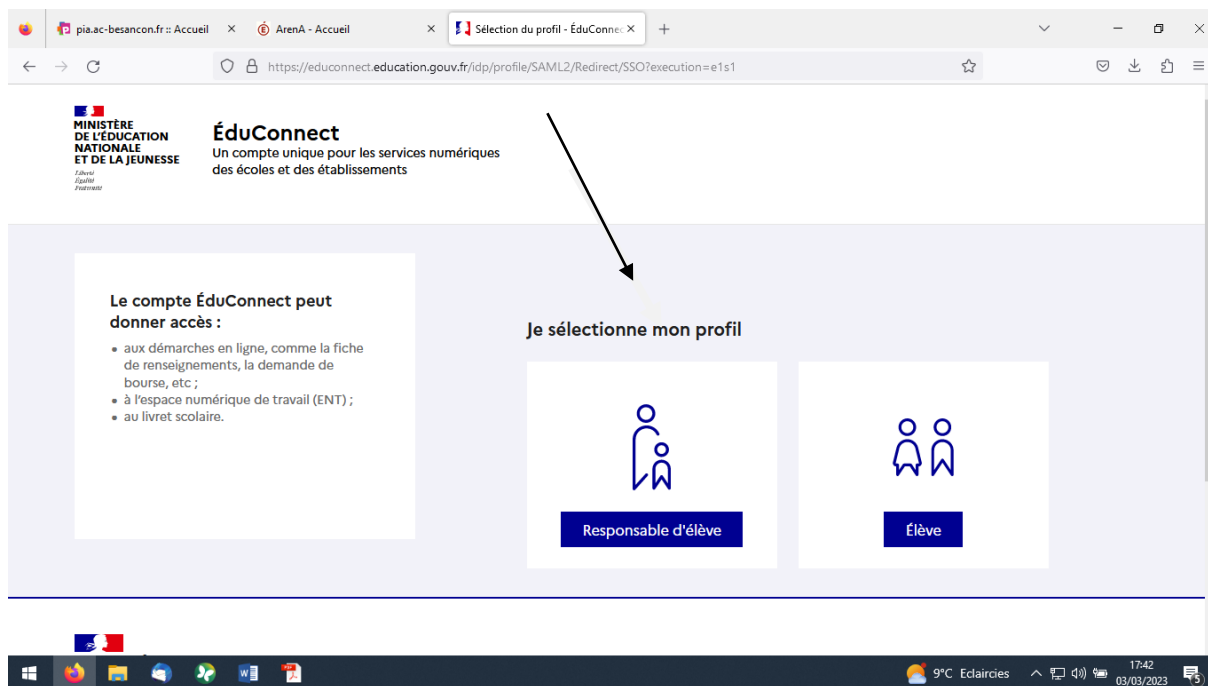 pia.ac-besancon.fr :: Accueil
ArenA - Accueil
Sélection du profil - ÉduConnec
https://educonnect.education.gouv.fr/idp/profile/SAML2/Redirect/SSO?execution=e1s1
MINISTÈRE
DE L'ÉDUCATION
NATIONALE
ET DE LA JEUNESSE
Liberté
Égalité
Fraternité
ÉduConnect
Un compte unique pour les services numériques
des écoles et des établissements
Le compte ÉduConnect peut
donner accès :
• aux démarches en ligne, comme la fiche
de renseignements, la demande de
bourse, etc ;
• à l'espace numérique de travail (ENT) ;
• au livret scolaire.
Je sélectionne mon profil
Responsable d'élève
Élève
9°C Eclaircies
17:42
03/03/2023